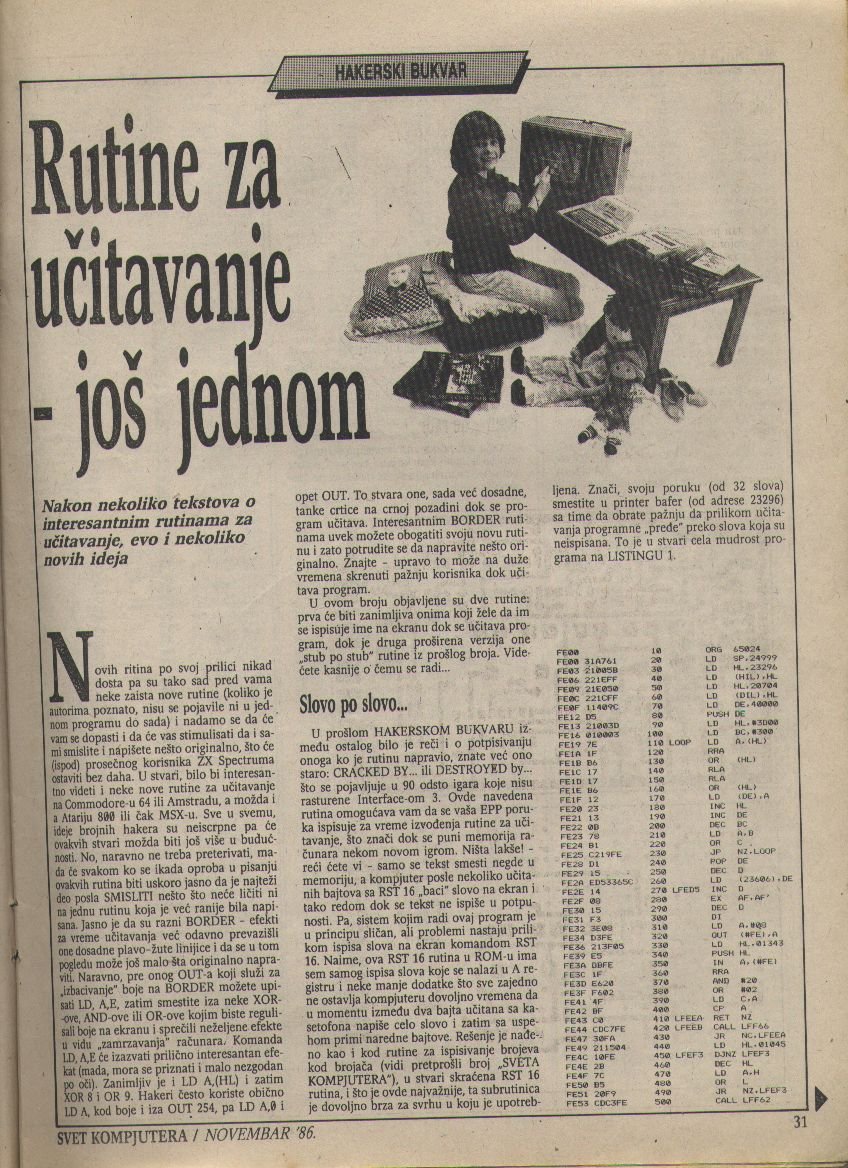 HAKERSKI BUKVAR
Rutine za
učitavanje
- još jednom
Nakon nekoliko tekstova o
interesantnim rutinama za
učitavanje, evo i nekoliko
novih ideja
Novih ritina po svoj prilici nikad
dosta pa su tako sad pred vama
neke zaista nove rutine (koliko je
autorima poznato, nisu se pojavile ni u jed-
nom programu do sada) i nadamo se da će
vam se dopasti i da će vas stimulisati da i sa-
mi smislite i napišete nešto originalno, što će
(ispod) prosečnog korisnika ZX Spectruma
ostaviti bez daha. U stvari, bilo bi interesan-
tno videti i neke nove rutine za učitavanje
na Commodore-u 64 ili Amstradu, a možda i
a Atariju 800 ili čak MSX-u. Sve u svemu,
ideje brojnih hakera su neiscrpne pa će
ovakvih stvari možda biti još više u buduć-
nosti. No, naravno ne treba preterivati, ma-
da će svakom ko se ikada oproba u pisanju
ovakvih rutina biti uskoro jasno da je najteži
deo posla SMISLITI nešto što neće ličiti ni
na jednu rutinu koja je već ranije bila napi-
sana. Jasno je da su razni BORDER - efekti
za vreme učitavanja već odavno prevazišli
one dosadne plavo-žute linijice i da se u tom
pogledu može još malo šta originalno napra-
viti. Naravno, pre onog OUT-a koji služi za
„izbacivanje” boje na BORDER možete upi-
sati LD, A,E, zatim smestite iza neke XOR-
-ove, AND-ove ili OR-ove kojim biste reguli-
sali boje na ekranu i sprečili neželjene efekte
u vidu „zamrzavanja” računara. Komanda
LD, A,E će izazvati prilično interesantan efe-
kat (mada, mora se priznati i malo nezgodan
po oči). Zanimljiv je i LD A,(HL) i zatim
XOR 8 i OR 9. Hakeri često koriste obično
LD A, kod boje i iza OUT 254, pa LD A,0 i
opet OUT. To stvara one, sada već dosadne,
tanke crtice na crnoj pozadini dok se pro-
gram učitava. Interesantnim BORDER ruti-
nama uvek možete obogatiti svoju novu ruti-
nu i zato potrudite se da napravite nešto ori-
ginalno. Znajte - upravo to može na duže
vremena skrenuti pažnju korisnika dok uči-
tava program.
U ovom broju objavljene su dve rutine:
prva će biti zanimljiva onima koji žele da im
se ispisuje ime na ekranu dok se učitava pro-
gram, dok je druga proširena verzija one
„stub po stub” rutine iz prošlog broja. Vide-
ćete kasnije o čemu se radi...
Slovo po slovo...
U prošlom HAKERSKOM BUKVARU iz-
među ostalog bilo je reči i o potpisivanju
onoga ko je rutinu napravio, znate već ono
staro: CRACKED BY... ili DESTROYED by...
što se pojavljuje u 90 odsto igara koje nisu
rasturene Interface-om 3. Ovde navedena
rutina omogućava vam da se vaša EPP poru-
ka ispisuje za vreme izvođenja rutine za uči-
tavanje, što znači dok se puni memorija ra-
čunara nekom novom igrom. Ništa lakše! -
reći ćete vi - samo se tekst smesti negde u
memoriju, a kompjuter posle nekoliko učita-
nih bajtova sa RST 16 „baci” slovo na ekran i
tako redom dok se tekst ne ispiše u potpu-
nosti. Pa, sistem kojim radi ovaj program je
u principu sličan, ali problemi nastaju prili-
kom ispisa slova na ekran komandom RST
16. Naime, ova RST 16 rutina u ROM-u ima
sem samog ispisa slova koje se nalazi u A re-
gistru i neke manje dodatke što sve zajedno
ne ostavlja kompjuteru dovoljno vremena da
u momentu između dva bajta učitana sa ka-
setofona napiše celo slovo i zatim sa uspe-
hom primi naredne bajtove. Rešenje je nađe-
no kao i kod rutine za ispisivanje brojeva
kod brojača (vidi pretprošli broj „SVETA
KOMPJUTERA”), u stvari skraćena RST 16
rutina, i što je ovde najvažnije, ta subrutinica
je dovoljno brza za svrhu u koju je upotreb-
ljena. Znači, svoju poruku (od 32 slova)
smestite u printer bafer (od adrese 23296)
sa time da obrate pažnju da prilikom učita-
vanja programne „pređe” preko slova koja su
neispisana. To je u stvari cela mudrost pro-
grama na LISTINGU 1.
FE00 10 ORG 65024
FE00 31A761 20 LD SP,24999
FE03 21005B 30 LD HL,23296
FE06 221EFF 40 LD (HIL),HL
FE09 21E050 50 LD HL,20704
FE0C 221CFF 60 LD (DIL),HL
FE0F 11409C 70 LD DE,40000
FE12 D5 80 PUSH DE
FE13 21003D 90 LD HL,#3D00
FE16 010003 100 LD BC,#300
FE19 7E 110 LOOP LD A,(HL)
FE1A 1F 120 RRA
FE1B B6 130 OR (HL)
FE1C 17 140 RLA
FE1D 17 150 RLA
FE1E B6 160 OR (HL)
FE1F 12 170 LD (DE),A
FE20 23 180 INC HL
FE21 13 190 INC DE
FE22 0B 200 DEC BC
FE23 78 210 LD A,B
FE24 B1 220 OR C
FE25 C219FE 230 JP NZ,LOOP
FE28 D1 240 POP DE
FE29 15 250 DEC D
FE2A ED53365C 260 LD (23606),DE
FE2E 14 270 LFED5 INC D
FE2F 08 280 EX AF,AF'
FE30 15 290 DEC D
FE31 F3 300 DI
FE32 3E08 310 LD A,#08
FE34 D3FE 320 OUT (#FE),A
FE36 213F05 330 LD HL,01343
FE39 E5 340 PUSH HL
FE3A DBFE 350 IN A,(#FE)
FE3C 1F 360 RRA
FE3D E620 370 AND #20
FE3F F602 380 OR #02
FE41 4F 390 LD C,A
FE42 BF 400 CP A
FE43 C0 410 LFEEA RET NZ
FE44 CDC7FE 420 LFEEB CALL LFF66
FE47 30FA 430 JR NC,LFEEA
FE49 211504 440 LD HL,01045
FE4C 10FE 450 LFEF3 DJNZ LFEF3
FE4E 2B 460 DEC HL
FE4F 7C 470 LD A,H
FE50 B5 480 OR L
FE51 20F9 490 JR NZ,LFEF3
FE53 CDC3FE 500 CALL LFF62
SVET KOMPJUTERA / NOVEMBAR '86.
31